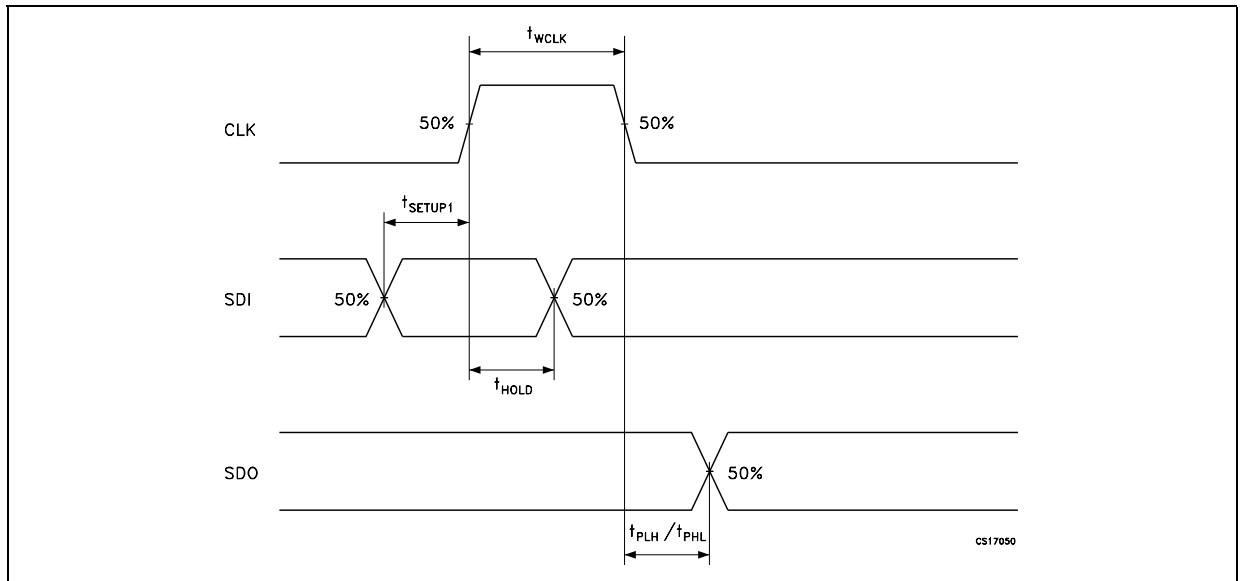 tWCLK
CLK
50%
50%
tSETUP1
SDI
50%
50%
tHOLD
SDO
50%
tPLH /tPHL
CS17050